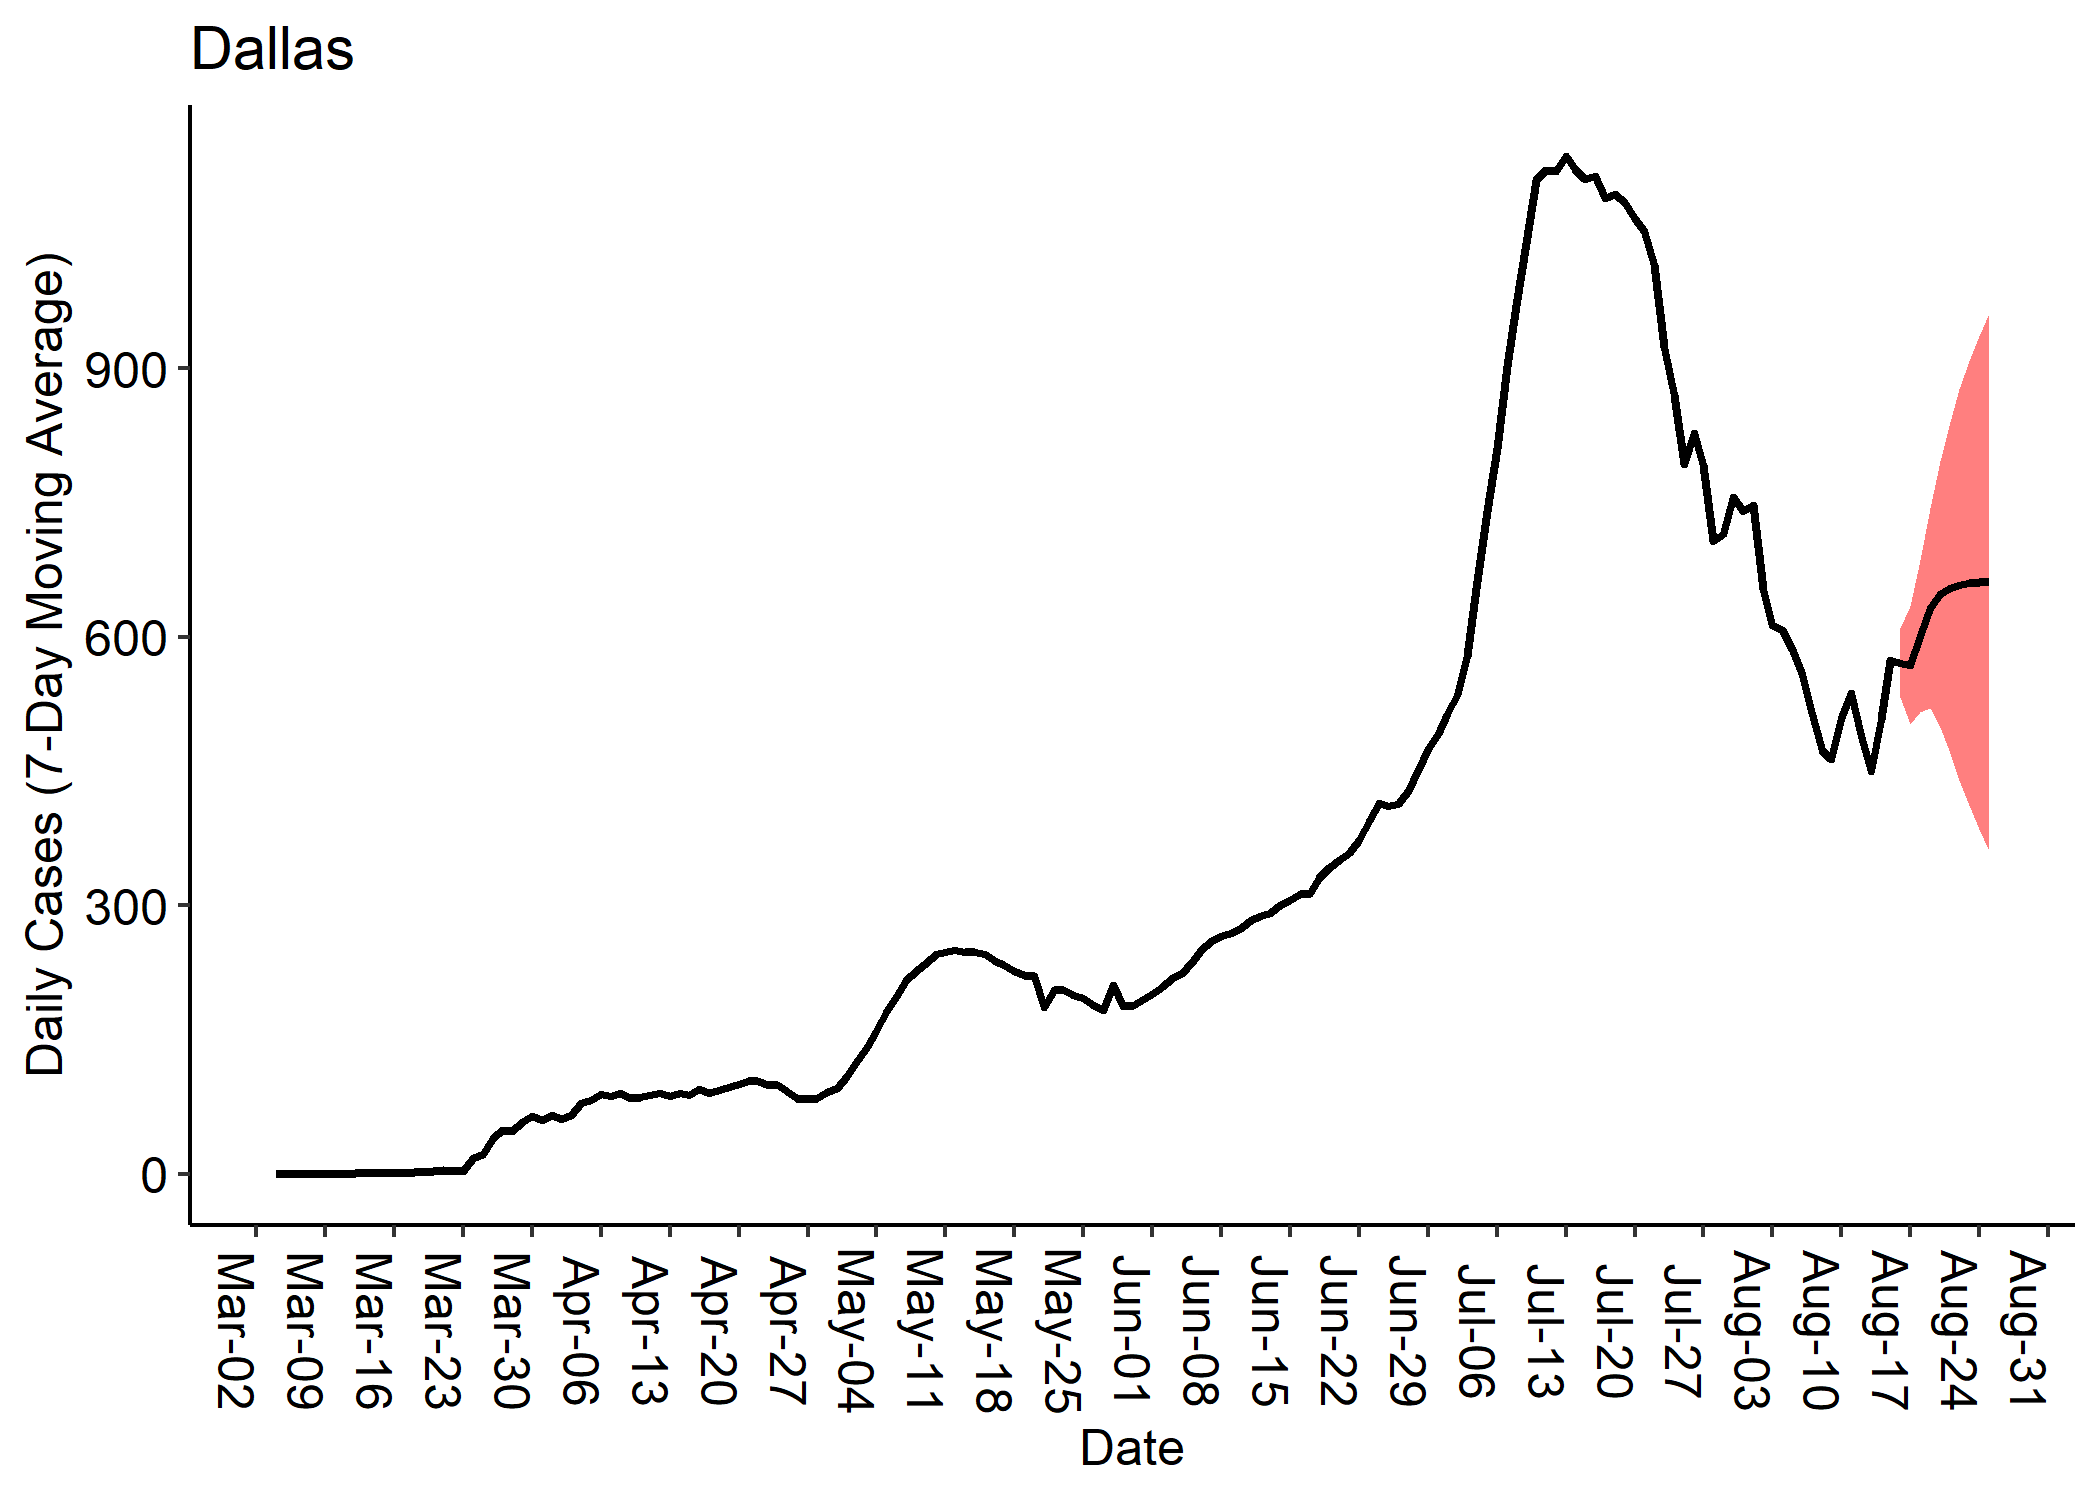 Dallas
Daily Cases (7-Day Moving Average)
900
600
300
0
Mar-02
Mar-09
Mar-16
Mar-23
Mar-30
Apr-06
Apr-13
Apr-20
Apr-27
May-04
May-11
May-18
May-25
Jun-01
Jun-08
Jun-15
Jun-22
Jun-29
Jul-06
Jul-13
Jul-20
Jul-27
Aug-03
Aug-10
Aug-17
Aug-24
Aug-31
Date